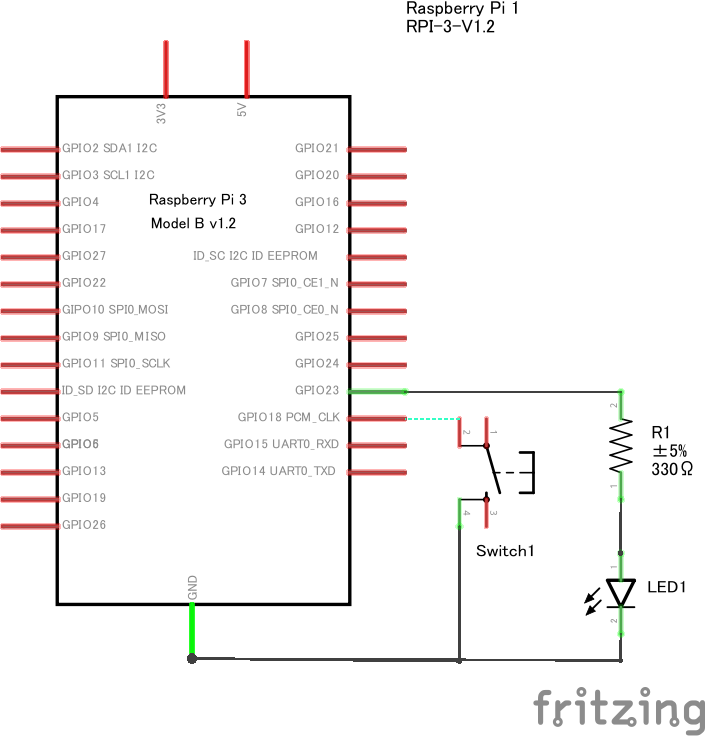 Raspberry Pi 1
RPI-3-V1.2
3V3
5V
GPIO2 SDA1 I2C
GPIO21
GPIO3 SCL1 I2C
GPIO20
GPIO4
GPIO16
Raspberry Pi 3
Model B v1.2
GPIO17
GPIO12
GPIO27
ID_SC I2C ID EEPROM
GPIO22
GPIO7 SPI0_CE1_N
GIPO10 SPI0_MOSI
GPIO8 SPI0_CE0_N
GPIO9 SPI0_MISO
GPIO25
GPIO11 SPI0_SCLK
GPIO24
ID_SD I2C ID EEPROM
GPIO23
GPIO5
GPIO18 PCM_CLK
GPIO6
GPIO15 UART0_RXD
GPIO13
GPIO14 UART0_TXD
GPIO19
GPIO26
GND
2
1
4
3
Switch1
2
R1
±5%
330Ω
1
1
LED1
2
fritzing